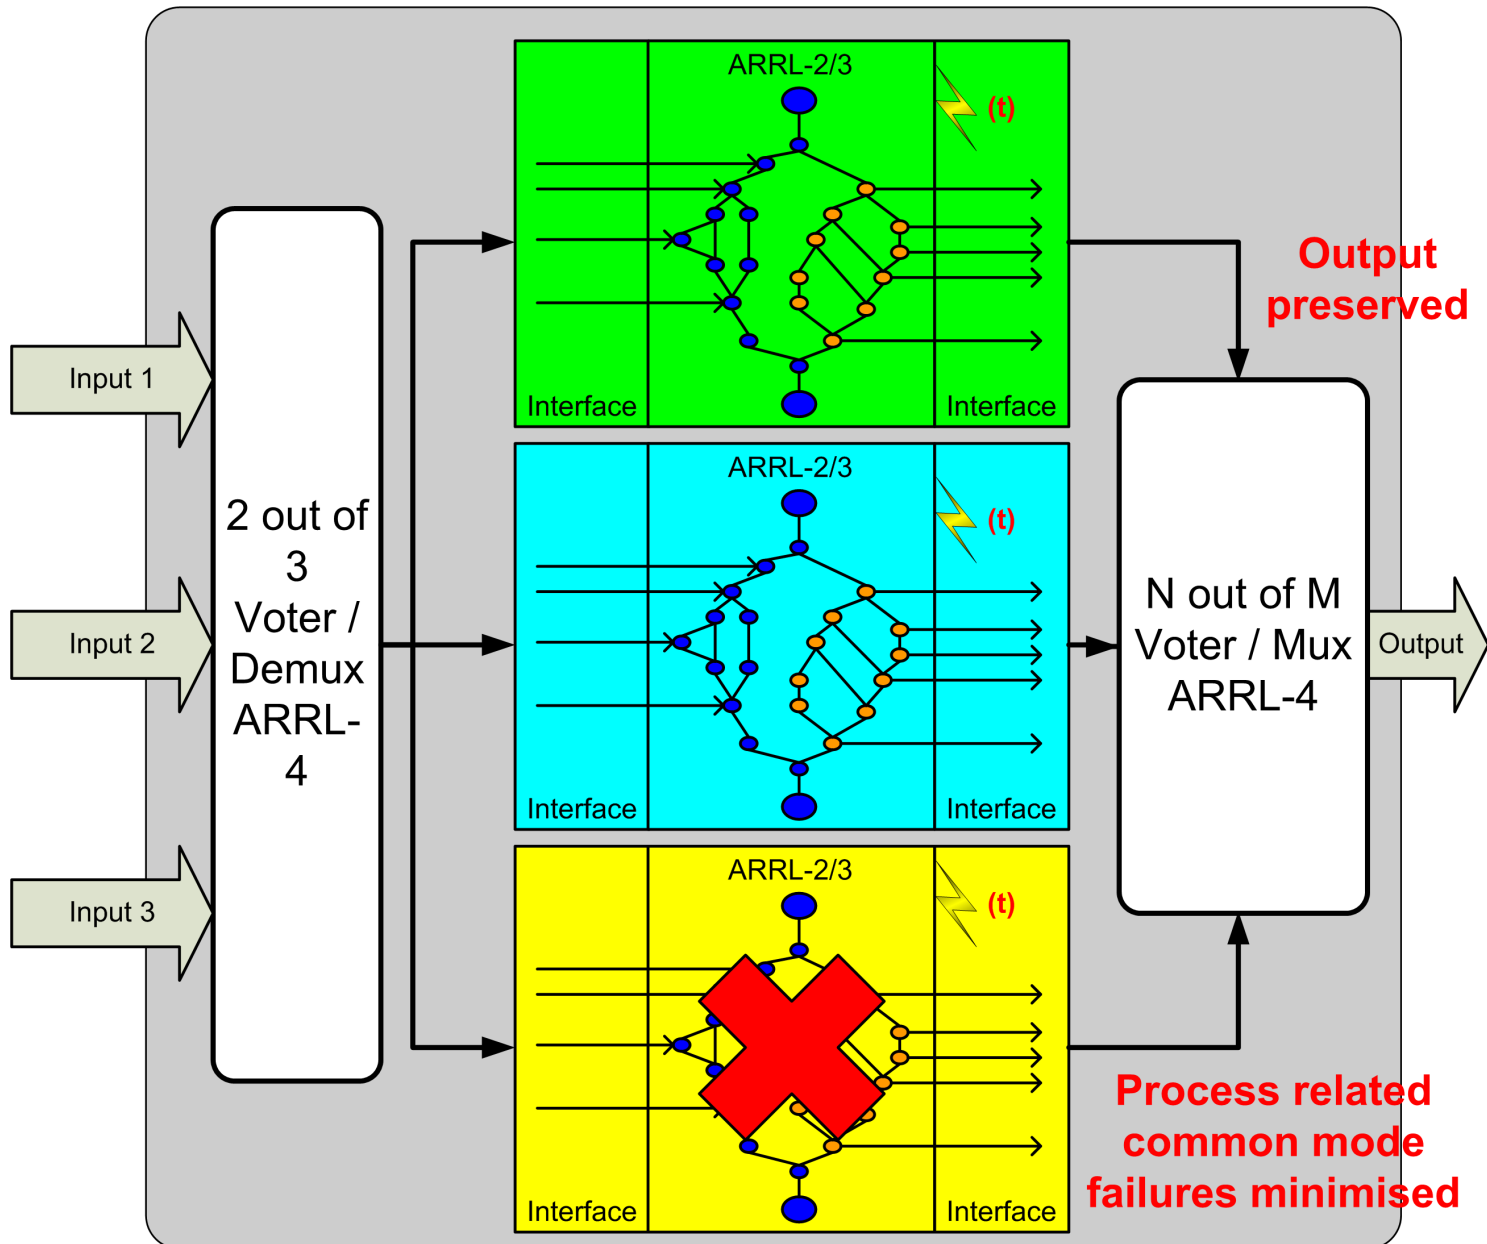 Input 1
Input 2
Input 3
2 out of
3
Voter /
Demux
ARRL-
4
ARRL-2/3
(t)
Interface
Interface
ARRL-2/3
(t)
Interface
Interface
ARRL-2/3
(t)
Interface
Interface
Output
preserved
N out of M
Voter / Mux
ARRL-4
Output
Process related
common mode
failures minimised